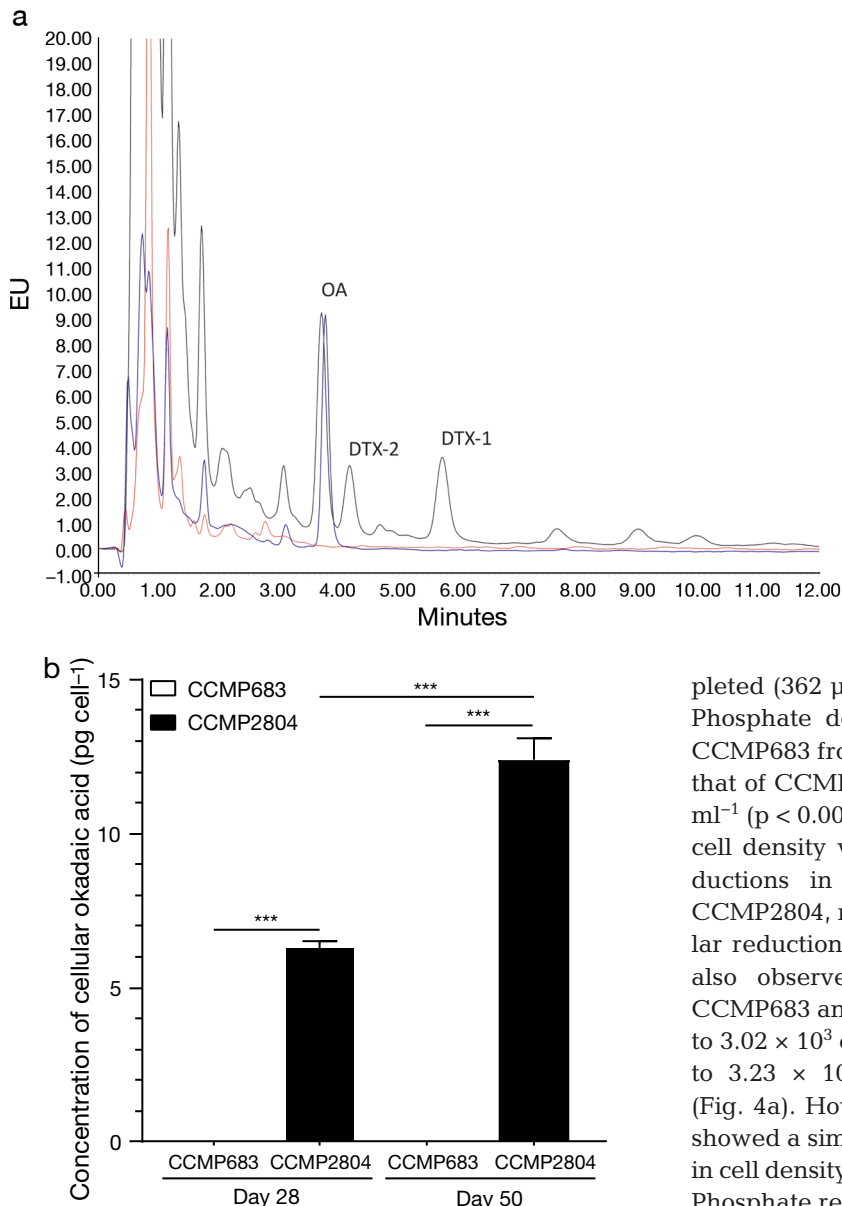 a
20.00
19.00
18.00
17.00
16.00
15.00
14.00
13.00
12.00
11.00
10.00
9.00
8.00
7.00
6.00
5.00
4.00
3.00
2.00
1.00
0.00
−1.00
EU
OA
DTX-2
DTX-1
0.00 1.00 2.00 3.00 4.00 5.00 6.00 7.00 8.00 9.00 10.00 11.00 12.00
Minutes
b
Concentration of cellular okadaic acid (pg cell⁻¹)
15
10
5
0
CCMP683
CCMP2804
***
***
***
CCMP683 CCMP2804 CCMP683 CCMP2804
Day 28 Day 50
pleted (362 µ
Phosphate de
CCMP683 fro
that of CCMP
ml⁻¹ (p < 0.00
cell density v
ductions in
CCMP2804, r
lar reduction
also observe
CCMP683 an
to 3.02 × 10³ c
to 3.23 × 10
(Fig. 4a). How
showed a sim
in cell density
Phosphate re